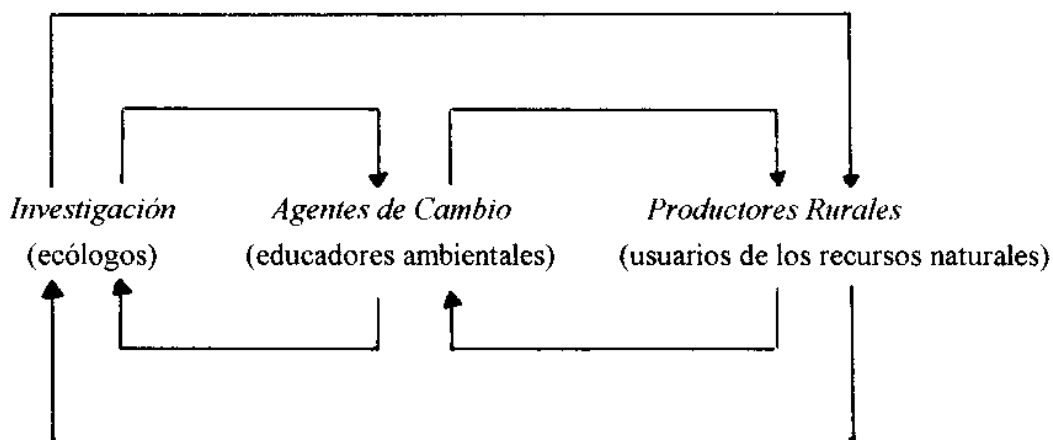 Investigación Agentes de Cambio Productores Rurales
(ecólogos) (educadores ambientales) (usuarios de los recursos naturales)